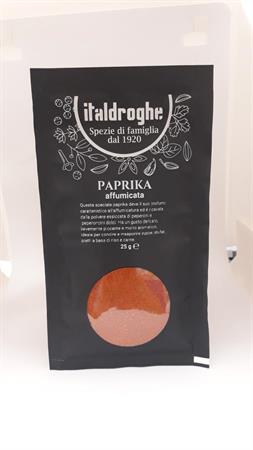 italdroghe
Spezie di famiglia
dal 1920
PAPRIKA
affumicata
Questa speciale paprika deve il suo profumo
caratteristico all'affumicatura ed è ricavata
dalla polvere essiccata di peperoni e
peperoncini dolci. Ha un gusto delicato,
lievemente piccante e molto aromatico.
Ideale per condire e insaporire zuppe, stufati,
piatti a base di riso e carne.
25 g ℮